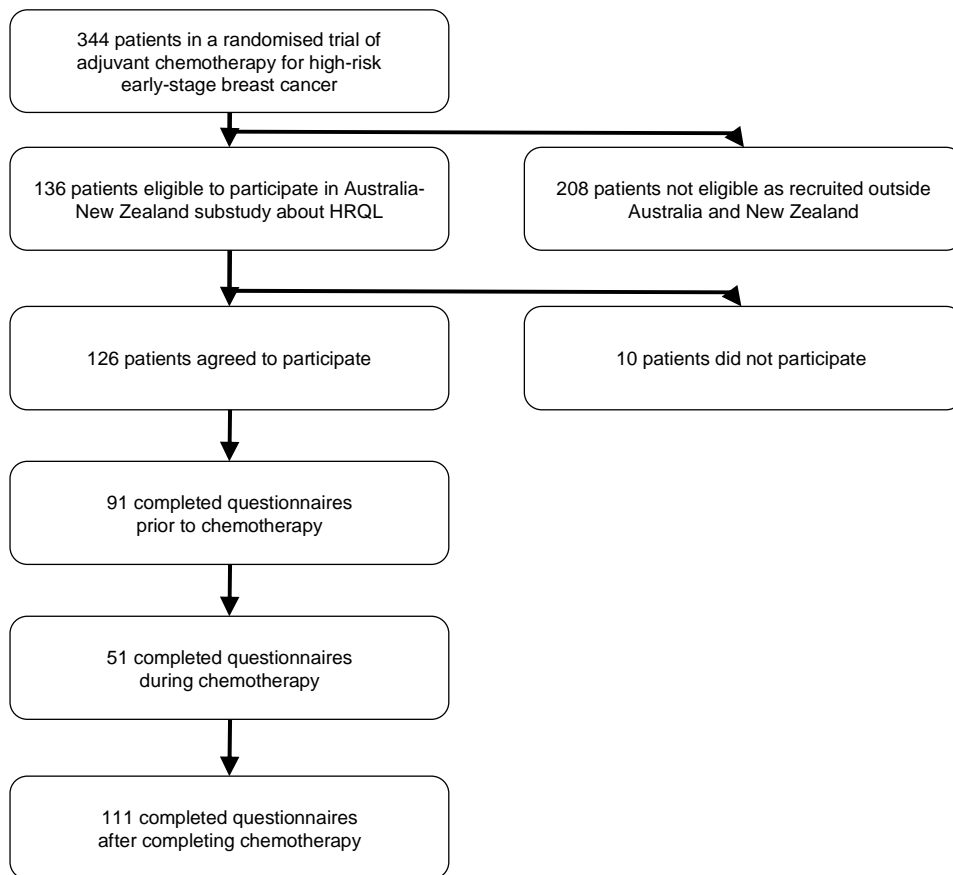 344 patients in a randomised trial of
adjuvant chemotherapy for high-risk
early-stage breast cancer
136 patients eligible to participate in Australia-
New Zealand substudy about HRQL
208 patients not eligible as recruited outside
Australia and New Zealand
126 patients agreed to participate
10 patients did not participate
91 completed questionnaires
prior to chemotherapy
51 completed questionnaires
during chemotherapy
111 completed questionnaires
after completing chemotherapy